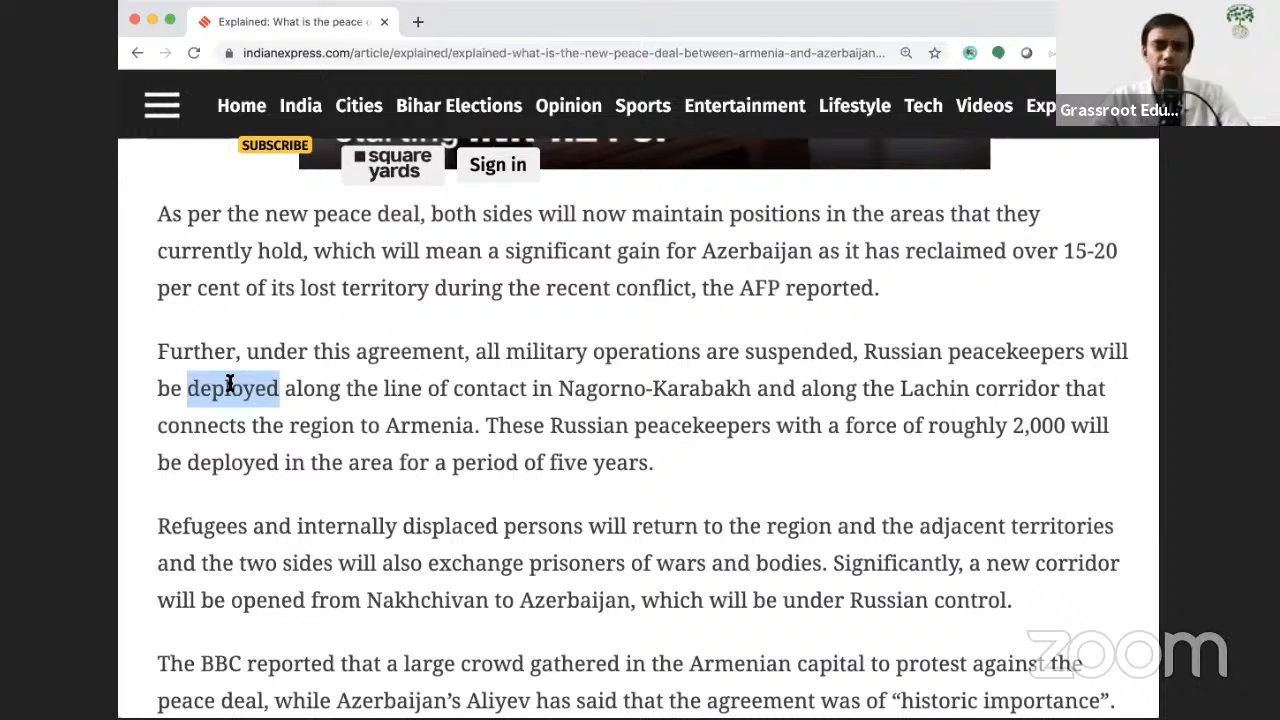 Explained: What is the peace
indianexpress.com/article/explained/explained-what-is-the-new-peace-deal-between-armenia-and-azerbaijan...
Home India Cities Bihar Elections Opinion Sports Entertainment Lifestyle Tech Videos Exp
Grassroot Edu...
SUBSCRIBE
square
yards
Sign in
As per the new peace deal, both sides will now maintain positions in the areas that they
currently hold, which will mean a significant gain for Azerbaijan as it has reclaimed over 15-20
per cent of its lost territory during the recent conflict, the AFP reported.
Further, under this agreement, all military operations are suspended, Russian peacekeepers will
be deployed along the line of contact in Nagorno-Karabakh and along the Lachin corridor that
connects the region to Armenia. These Russian peacekeepers with a force of roughly 2,000 will
be deployed in the area for a period of five years.
Refugees and internally displaced persons will return to the region and the adjacent territories
and the two sides will also exchange prisoners of wars and bodies. Significantly, a new corridor
will be opened from Nakhchivan to Azerbaijan, which will be under Russian control.
The BBC reported that a large crowd gathered in the Armenian capital to protest against the
peace deal, while Azerbaijan’s Aliyev has said that the agreement was of “historic importance”.
zoom